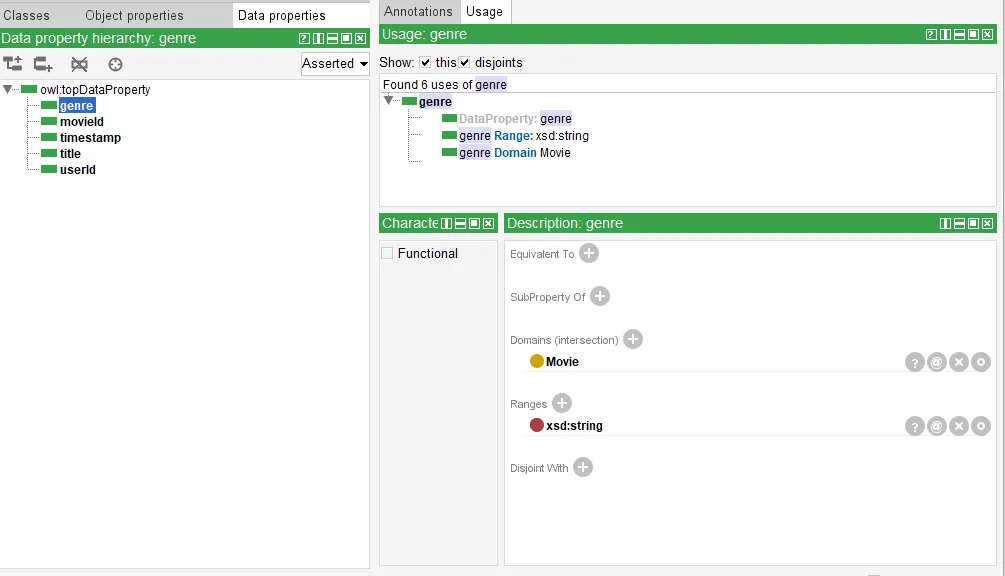 Classes Object properties Data properties
Data property hierarchy: genre
Asserted
owl:topDataProperty
genre
movieId
timestamp
title
userId
Annotations Usage
Usage: genre
Show: this disjoints
Found 6 uses of genre
genre
DataProperty: genre
genre Range: xsd:string
genre Domain Movie
Characte
Functional
Description: genre
Equivalent To
SubProperty Of
Domains (intersection)
Movie
Ranges
xsd:string
Disjoint With